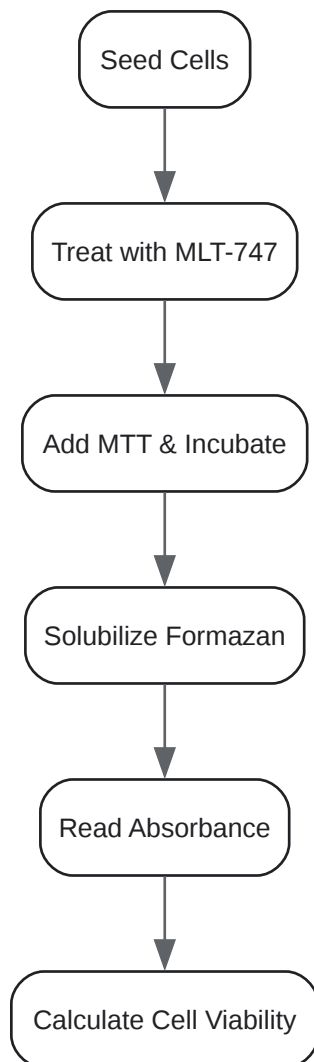 Seed Cells
Treat with MLT-747
Add MTT & Incubate
Solubilize Formazan
Read Absorbance
Calculate Cell Viability